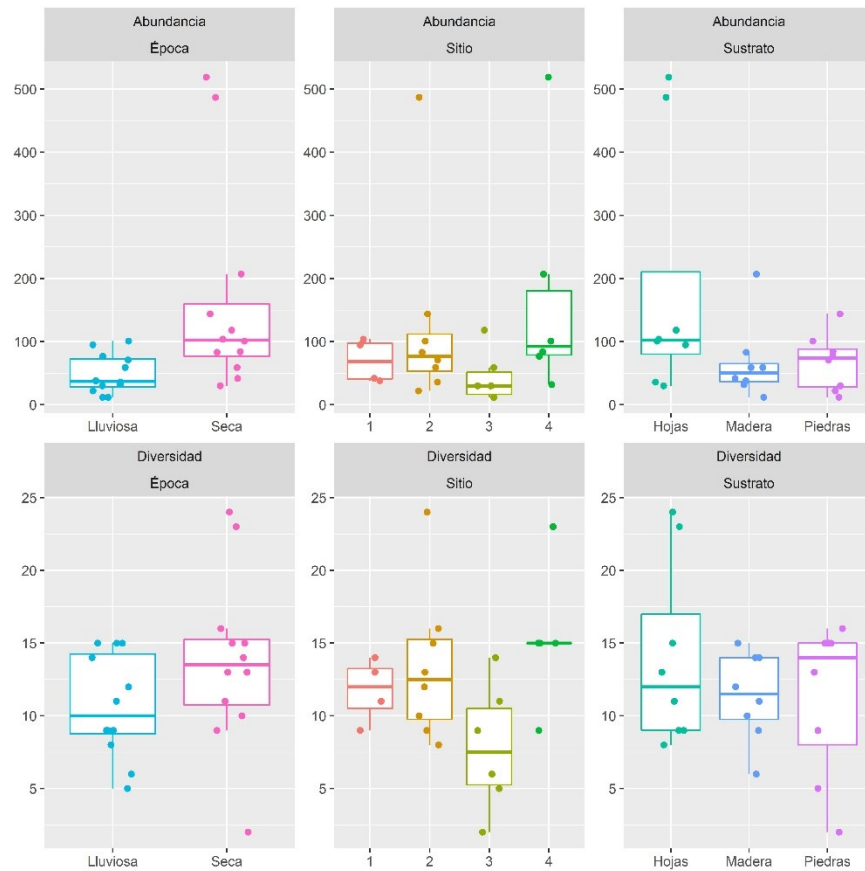 Abundancia Abundancia Abundancia
Época Sitio Sustrato
500 500 500
400 400 400
300 300 300
200 200 200
100 100 100
0 0 0
Lluviosa Seca 1 2 3 4 Hojas Madera Piedras
Diversidad Diversidad Diversidad
Época Sitio Sustrato
25 25 25
20 20 20
15 15 15
10 10 10
5 5 5
Lluviosa Seca 1 2 3 4 Hojas Madera Piedras